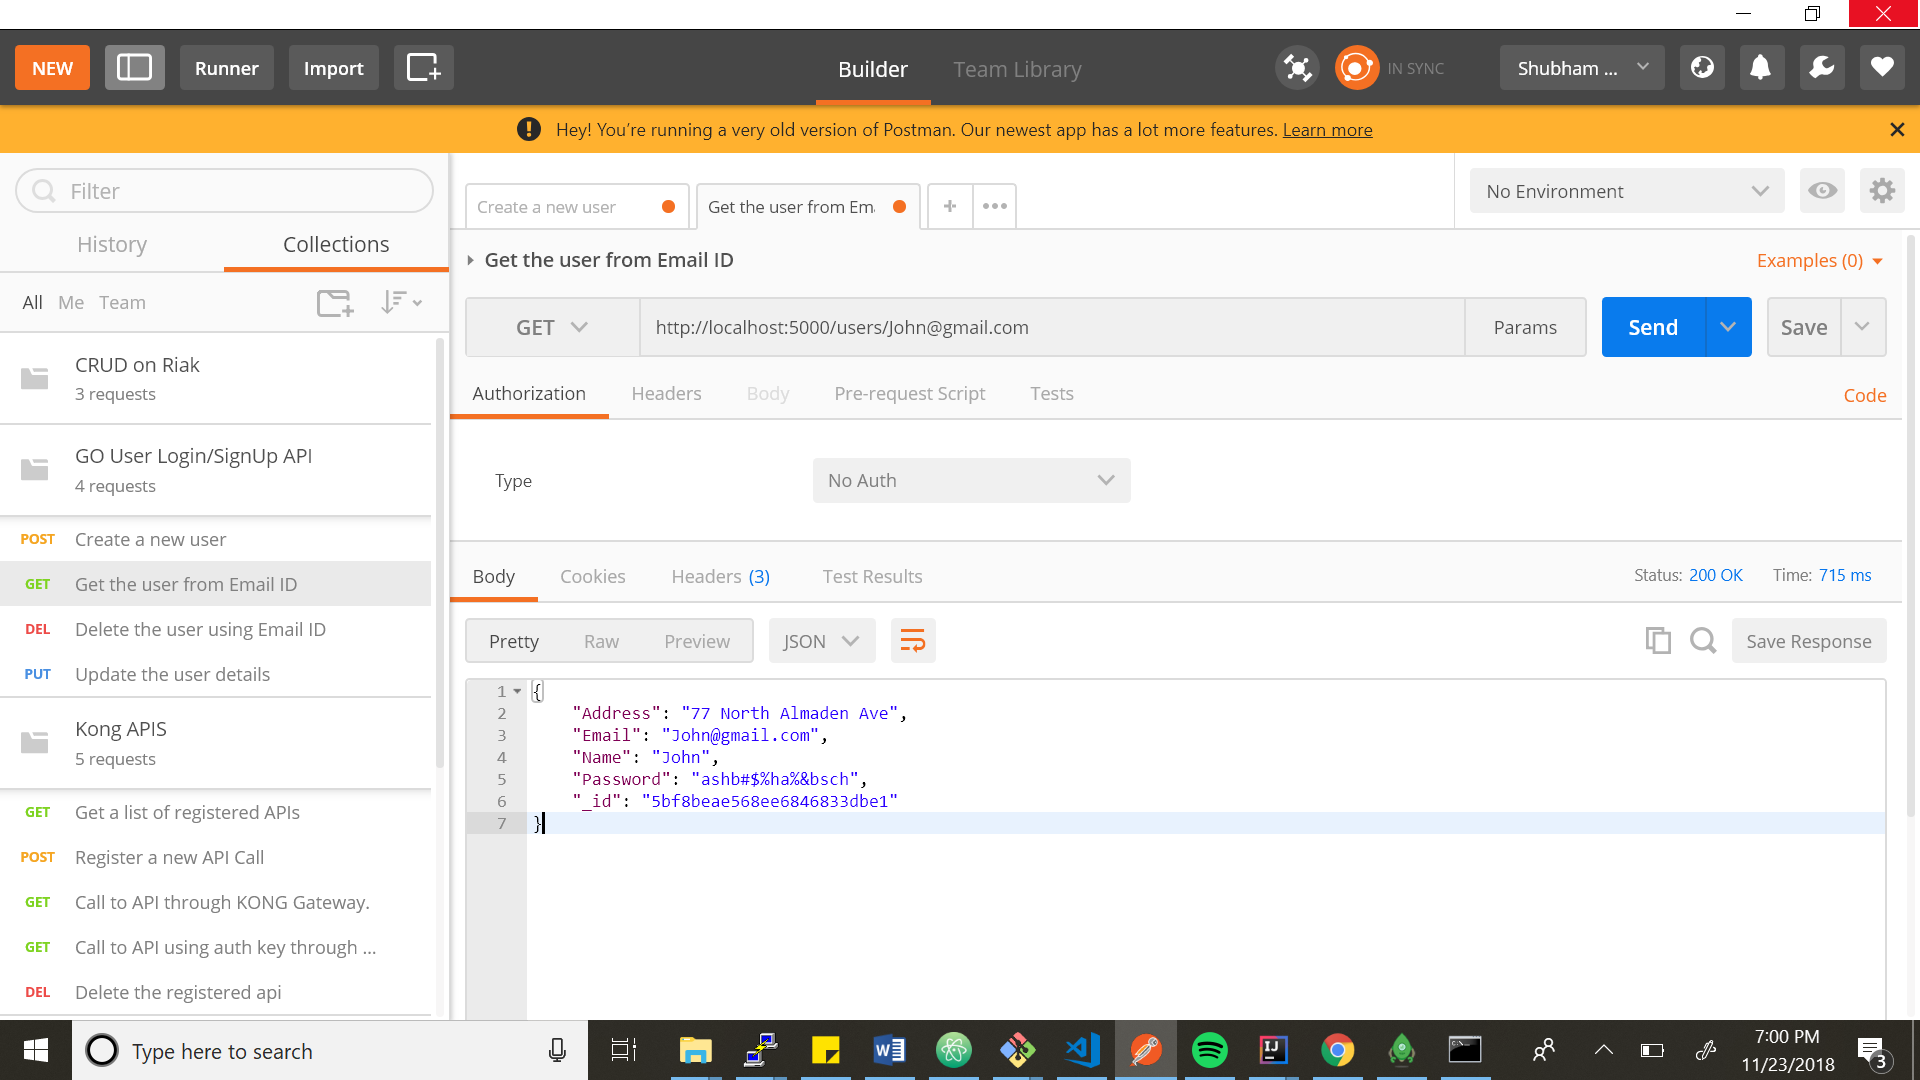 NEW
Runner
Import
Builder
Team Library
IN SYNC
Shubham ...
Hey! You're running a very old version of Postman. Our newest app has a lot more features. Learn more
Filter
History
Collections
All Me Team
CRUD on Riak
3 requests
GO User Login/SignUp API
4 requests
POST Create a new user
GET Get the user from Email ID
DEL Delete the user using Email ID
PUT Update the user details
Kong APIS
5 requests
GET Get a list of registered APIs
POST Register a new API Call
GET Call to API through KONG Gateway.
GET Call to API using auth key through ...
DEL Delete the registered api
Create a new user
Get the user from Em
No Environment
Get the user from Email ID
Examples (0)
GET
http://localhost:5000/users/John@gmail.com
Params
Send
Save
Authorization
Headers
Body
Pre-request Script
Tests
Code
Type
No Auth
Body
Cookies
Headers (3)
Test Results
Status: 200 OK
Time: 715 ms
Pretty
Raw
Preview
JSON
Save Response
1 {
2 "Address": "77 North Almaden Ave",
3 "Email": "John@gmail.com",
4 "Name": "John",
5 "Password": "ashb#$%ha%&bsch",
6 "_id": "5bf8beae568ee6846833dbe1"
7 }
Type here to search
7:00 PM
11/23/2018
3